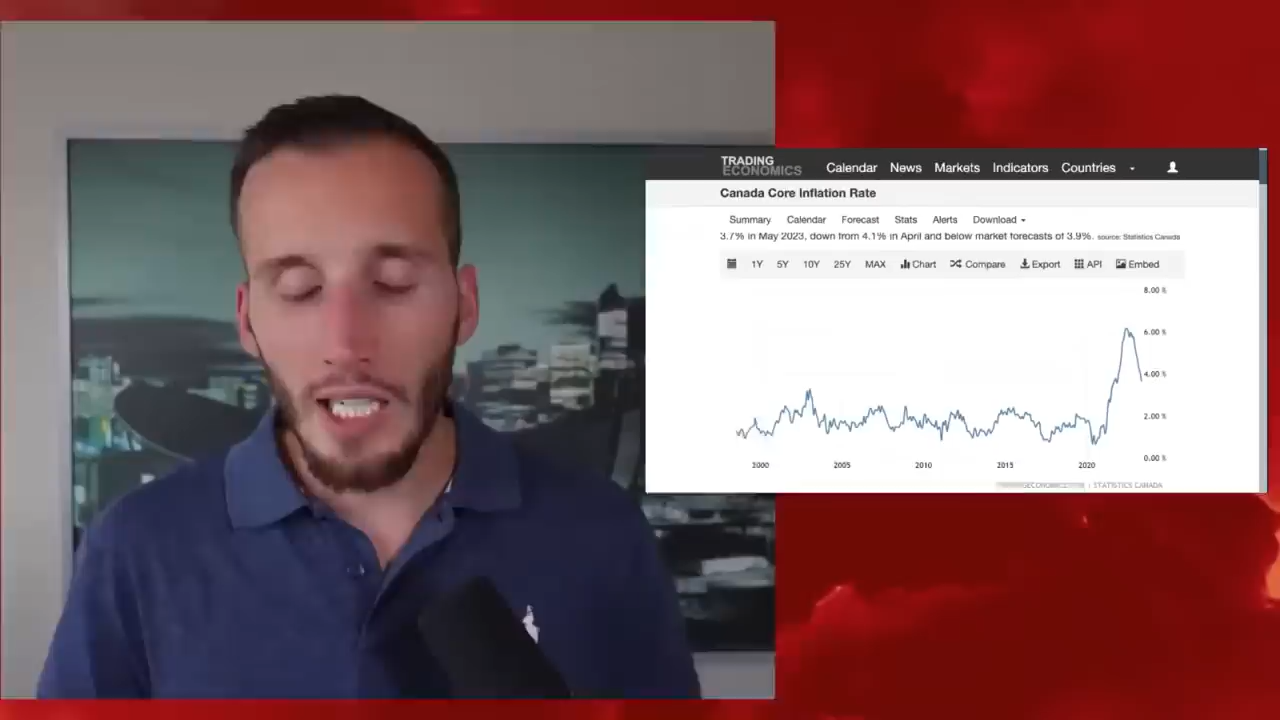 TRADING
ECONOMICS
Calendar News Markets Indicators Countries
Canada Core Inflation Rate
Summary Calendar Forecast Stats Alerts Download
3.7% in May 2023, down from 4.1% in April and below market forecasts of 3.9%. source: Statistics Canada
1Y 5Y 10Y 25Y MAX Chart Compare Export API Embed
8.00 %
6.00 %
4.00 %
2.00 %
0.00 %
2000 2005 2010 2015 2020
| STATISTICS CANADA